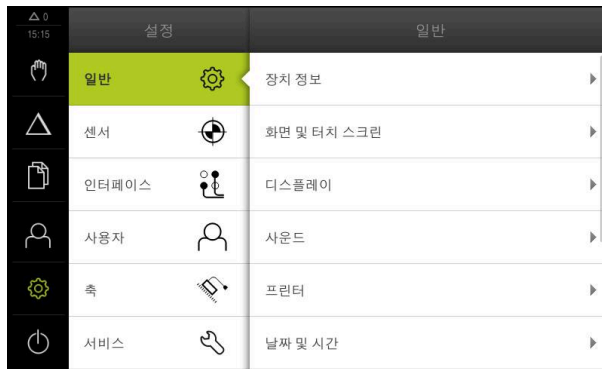 0
15:15
설정
일반
일반
센서
인터페이스
사용자
축
서비스
장치 정보
화면 및 터치 스크린
디스플레이
사운드
프린터
날짜 및 시간